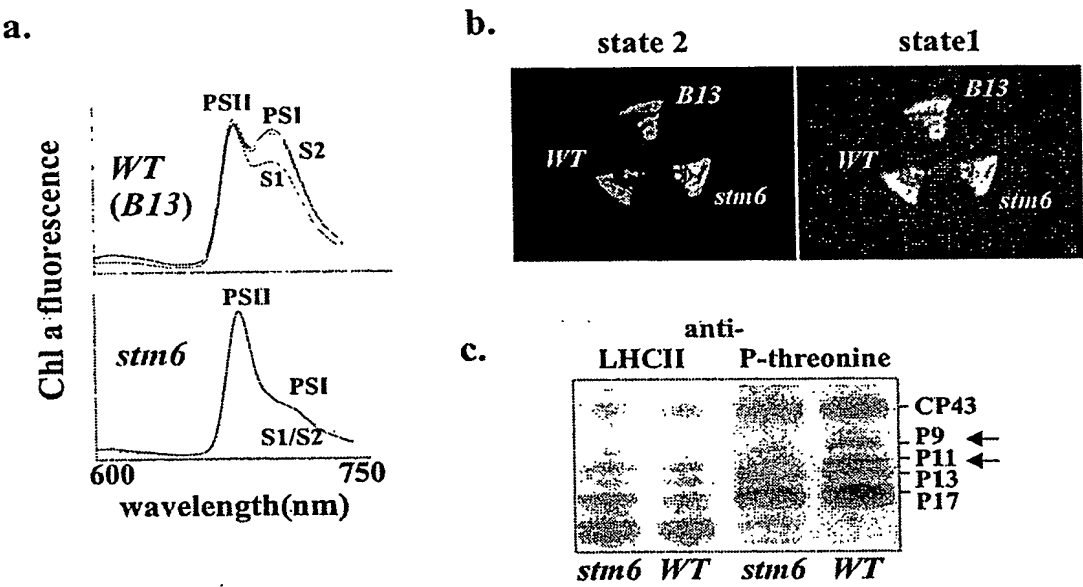 a.
Chl a fluorescence
PSII
PSI
S2
S1
WT
(B13)
PSII
stm6
PSI
S1/S2
600
750
wavelength(nm)
b.
state 2
state1
B13
WT
stm6
B13
WT
stm6
c.
anti-
LHCII P-threonine
CP43
P9
P11
P13
P17
stm6 WT stm6 WT